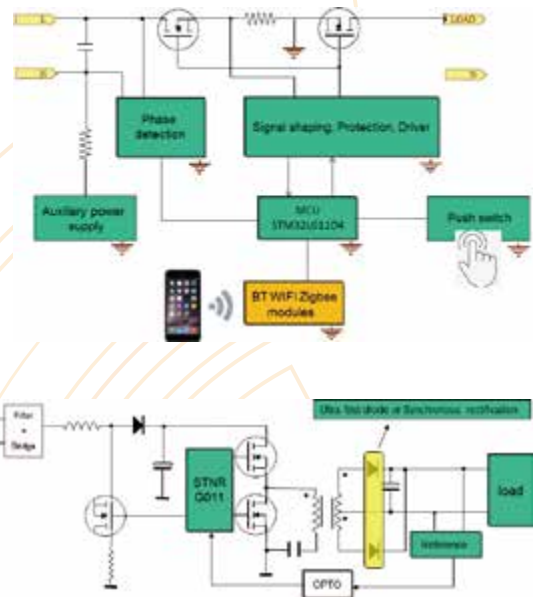 L
LOAD
N
N
Phase
detection
Signal shaping, Protection, Driver
Auxiliary power
supply
MCU
Push switch
BT WIFI Zigbee
modules
Filter
+
Bridge
Ultra fast diode or Synchronous rectification
STNR
G011
load
Reference
OPTO